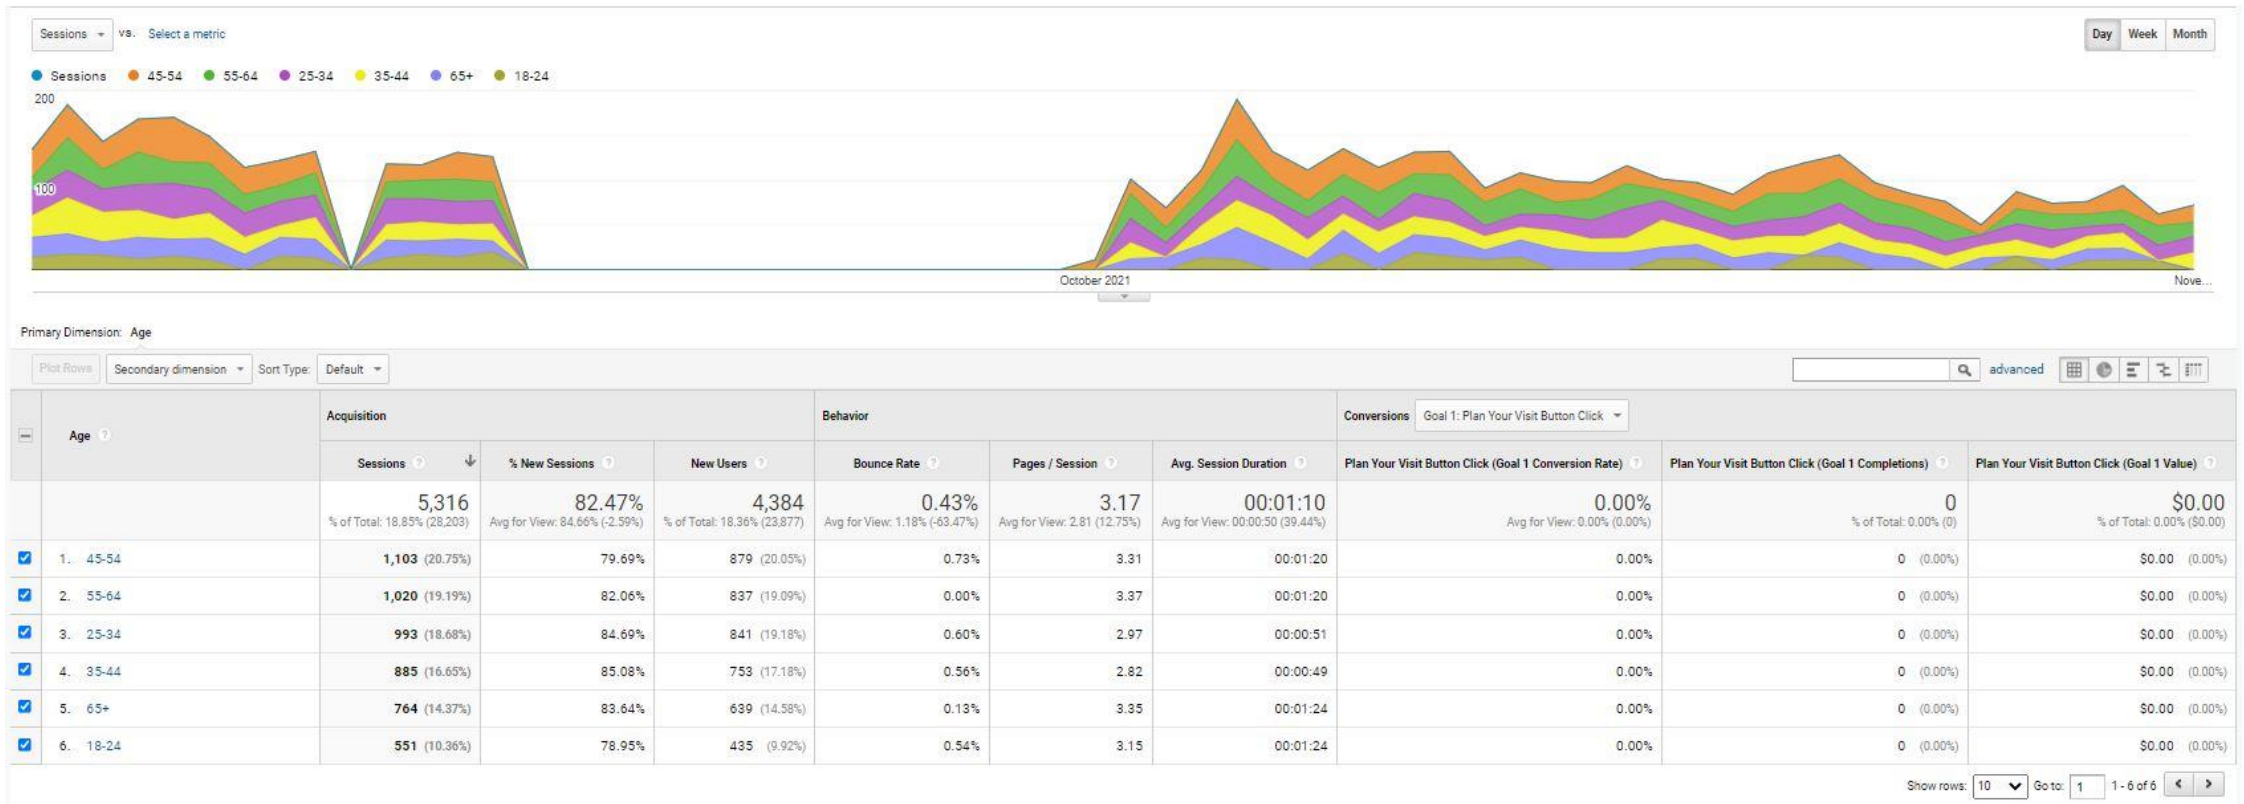 Sessions vs. Select a metric Day Week Month
Sessions 45-54 55-64 25-34 35-44 65+ 18-24
200
100
October 2021 Nove...
Primary Dimension: Age
Plot Rows Secondary dimension Sort Type: Default advanced
Age ? Acquisition Behavior Conversions Goal 1: Plan Your Visit Button Click
Sessions ? % New Sessions ? New Users ? Bounce Rate ? Pages / Session ? Avg. Session Duration ? Plan Your Visit Button Click (Goal 1 Conversion Rate) ? Plan Your Visit Button Click (Goal 1 Completions) ? Plan Your Visit Button Click (Goal 1 Value) ?
5,316 82.47% 4,384 0.43% 3.17 00:01:10 0.00% 0 $0.00
% of Total: 18.85% (28,203) Avg for View: 84.66% (-2.59%) % of Total: 18.36% (23,877) Avg for View: 1.18% (-63.47%) Avg for View: 2.81 (12.75%) Avg for View: 00:00:50 (39.44%) Avg for View: 0.00% (0.00%) % of Total: 0.00% (0) % of Total: 0.00% ($0.00)
1. 45-54 1,103 (20.75%) 79.69% 879 (20.05%) 0.73% 3.31 00:01:20 0.00% 0 (0.00%) $0.00 (0.00%)
2. 55-64 1,020 (19.19%) 82.06% 837 (19.09%) 0.00% 3.37 00:01:20 0.00% 0 (0.00%) $0.00 (0.00%)
3. 25-34 993 (18.68%) 84.69% 841 (19.18%) 0.60% 2.97 00:00:51 0.00% 0 (0.00%) $0.00 (0.00%)
4. 35-44 885 (16.65%) 85.08% 753 (17.18%) 0.56% 2.82 00:00:49 0.00% 0 (0.00%) $0.00 (0.00%)
5. 65+ 764 (14.37%) 83.64% 639 (14.58%) 0.13% 3.35 00:01:24 0.00% 0 (0.00%) $0.00 (0.00%)
6. 18-24 551 (10.36%) 78.95% 435 (9.92%) 0.54% 3.15 00:01:24 0.00% 0 (0.00%) $0.00 (0.00%)
Show rows: 10 Go to: 1 1 - 6 of 6